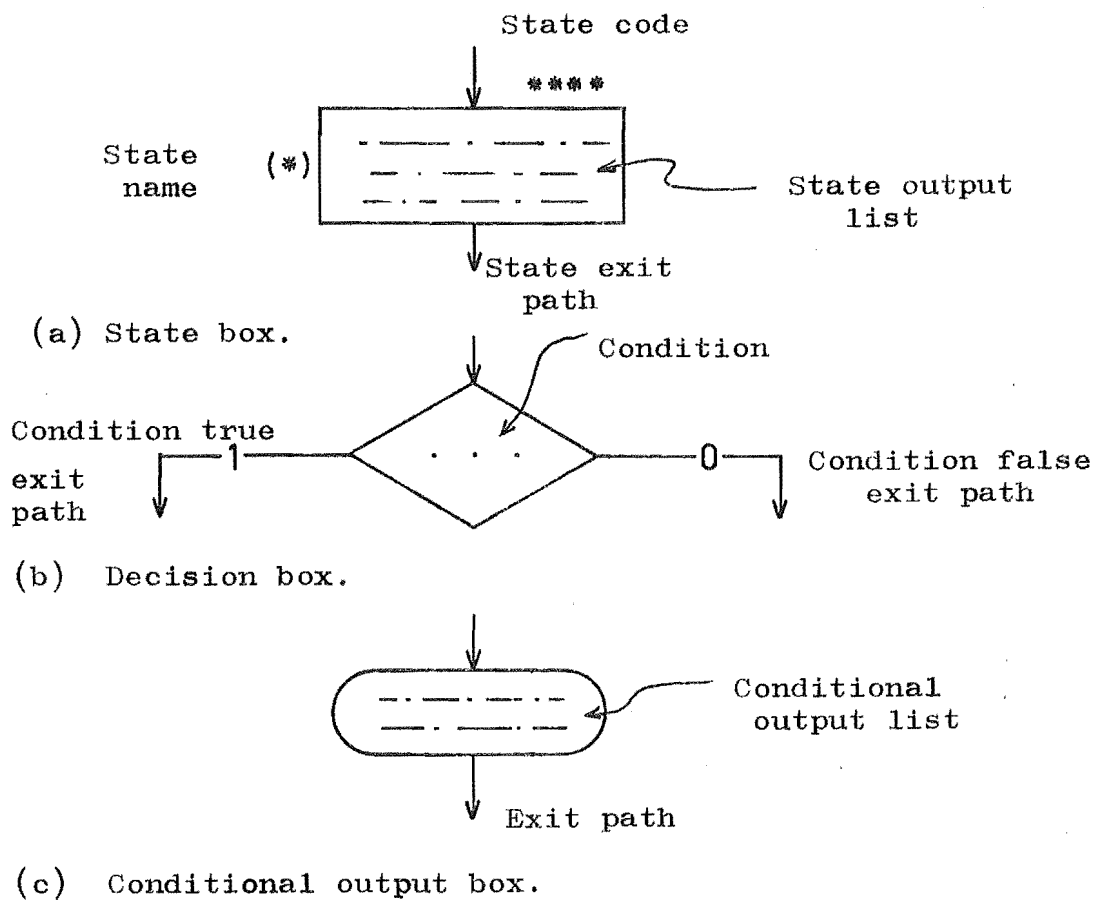 State code
****
State
name
(*)
State output
list
State exit
path
(a) State box.
Condition
Condition true
exit
path
1
. . .
0
Condition false
exit path
(b) Decision box.
Conditional
output list
Exit path
(c) Conditional output box.